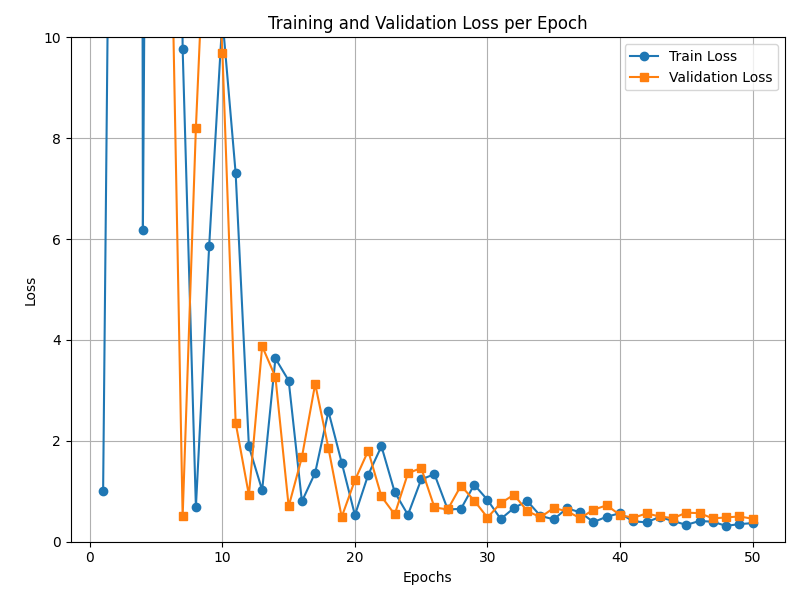 Training and Validation Loss per Epoch
Train Loss
Validation Loss
10
8
6
4
2
0
Loss
0 10 20 30 40 50
Epochs